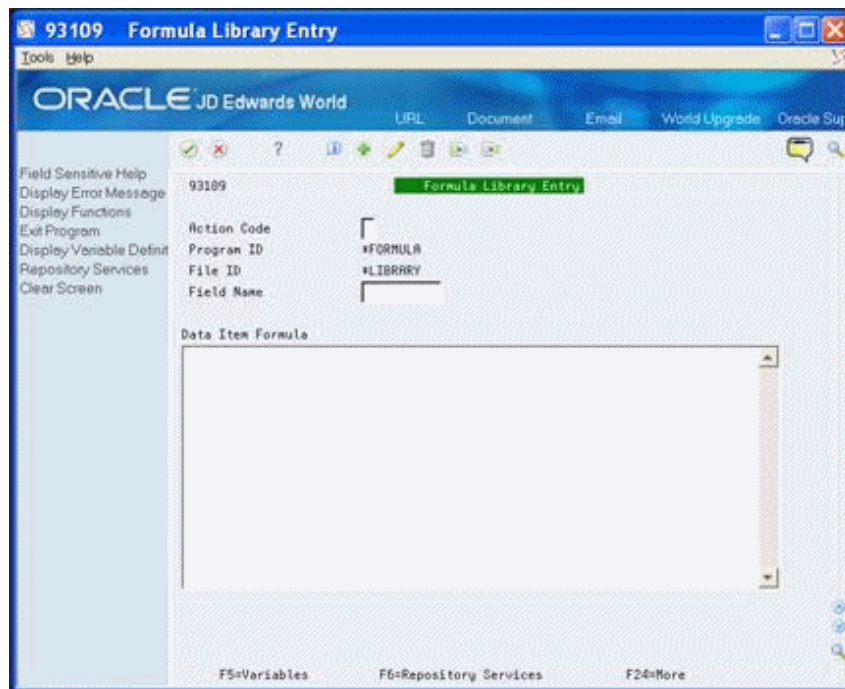 93109 Formula Library Entry
Tools Help
ORACLE JD Edwards World
URL Document Email World Upgrade Oracle Sup
Field Sensitive Help
Display Error Message
Display Functions
Exit Program
Display Variable Definit
Repository Services
Clear Screen
93109 Formula Library Entry
Action Code
Program ID *FORMULA
File ID *LIBRARY
Field Name
Data Item Formula
F5=Variables F6=Repository Services F24=More